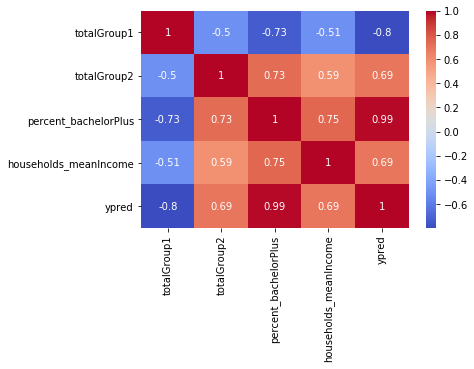 totalGroup1 1 -0.5 -0.73 -0.51 -0.8
totalGroup2 -0.5 1 0.73 0.59 0.69
percent_bachelorPlus -0.73 0.73 1 0.75 0.99
households_meanIncome -0.51 0.59 0.75 1 0.69
ypred -0.8 0.69 0.99 0.69 1
totalGroup1
totalGroup2
percent_bachelorPlus
households_meanIncome
ypred
1.0
0.8
0.6
0.4
0.2
0.0
−0.2
−0.4
−0.6